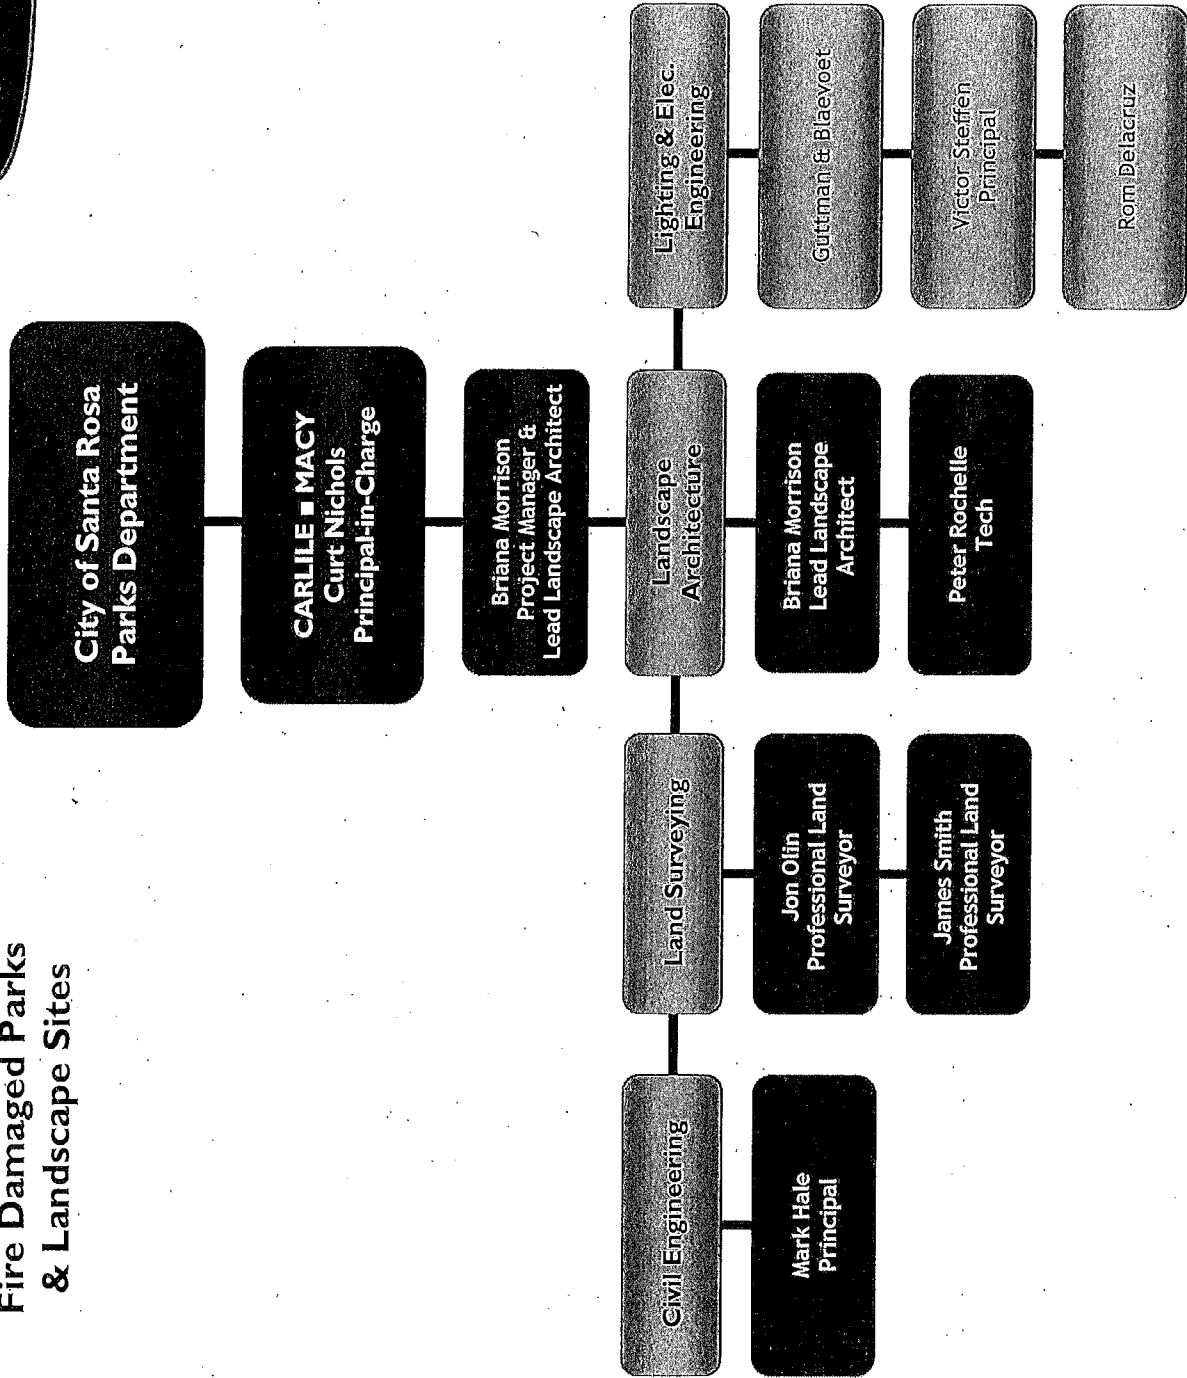 Fire Damaged Parks
& Landscape Sites
City of Santa Rosa
Parks Department
CARLILE ■ MACY
Curt Nichols
Principal-in-Charge
Briana Morrison
Project Manager &
Lead Landscape Architect
Civil Engineering
Mark Hale
Principal
Land Surveying
Jon Olin
Professional Land
Surveyor
James Smith
Professional Land
Surveyor
Landscape
Architecture
Briana Morrison
Lead Landscape
Architect
Peter Rochelle
Tech
Lighting & Elec.
Engineering
Guttman & Blaevoet
Victor Steffen
Principal
Rom Delacruz